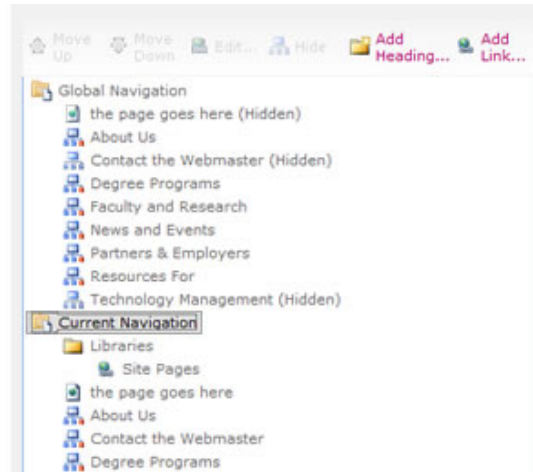 Move Up
Move Down
Edit...
Hide
Add Heading...
Add Link...
Global Navigation
the page goes here (Hidden)
About Us
Contact the Webmaster (Hidden)
Degree Programs
Faculty and Research
News and Events
Partners & Employers
Resources For
Technology Management (Hidden)
Current Navigation
Libraries
Site Pages
the page goes here
About Us
Contact the Webmaster
Degree Programs